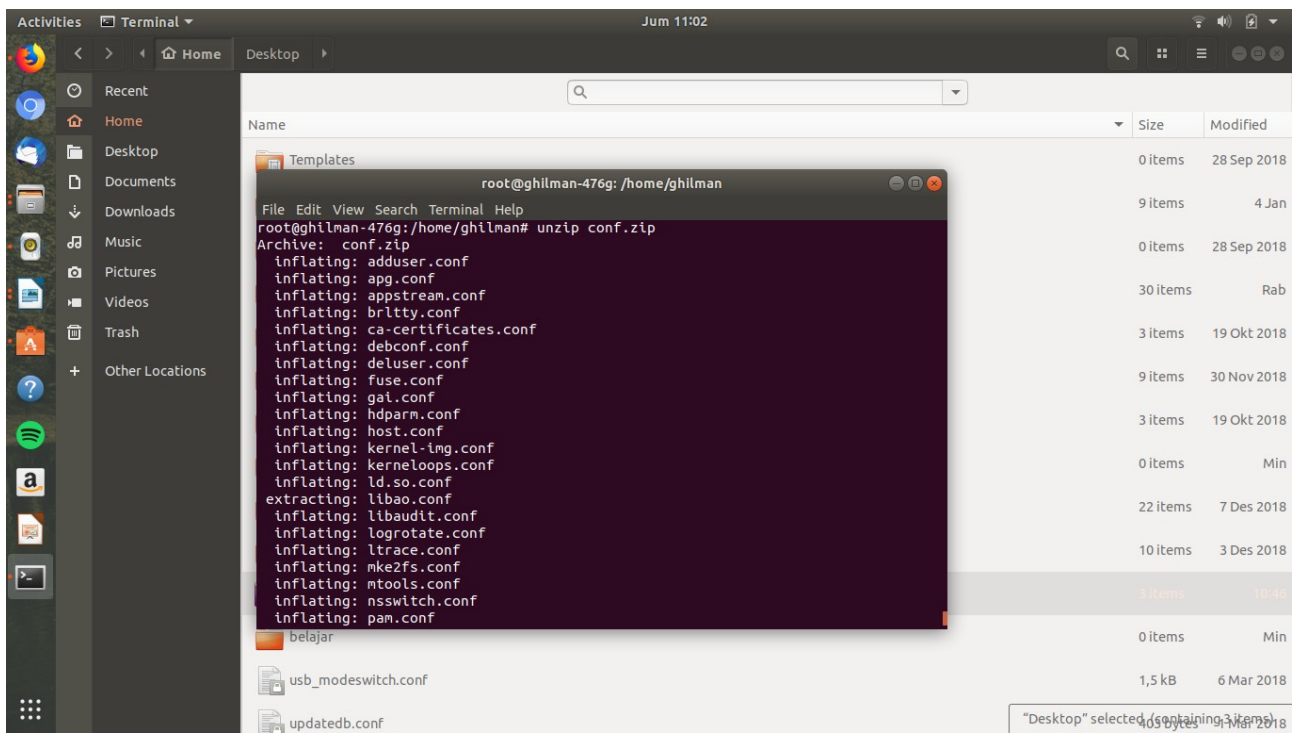 Activities Terminal Jum 11:02
Home Desktop
Recent
Home
Desktop
Documents
Downloads
Music
Pictures
Videos
Trash
+ Other Locations
Name Size Modified
Templates 0 items 28 Sep 2018
9 items 4 Jan
0 items 28 Sep 2018
30 items Rab
3 items 19 Okt 2018
9 items 30 Nov 2018
3 items 19 Okt 2018
0 items Min
22 items 7 Des 2018
10 items 3 Des 2018
3 items 10:46
belajar 0 items Min
usb_modeswitch.conf 1,5 kB 6 Mar 2018
updatedb.conf 403 bytes 1 Mar 2018
"Desktop" selected (containing 3 items)
root@ghilman-476g: /home/ghilman
File Edit View Search Terminal Help
root@ghilman-476g:/home/ghilman# unzip conf.zip
Archive: conf.zip
inflating: adduser.conf
inflating: apg.conf
inflating: appstream.conf
inflating: brltty.conf
inflating: ca-certificates.conf
inflating: debconf.conf
inflating: deluser.conf
inflating: fuse.conf
inflating: gai.conf
inflating: hdparm.conf
inflating: host.conf
inflating: kernel-img.conf
inflating: kerneloops.conf
inflating: ld.so.conf
extracting: libao.conf
inflating: libaudit.conf
inflating: logrotate.conf
inflating: ltrace.conf
inflating: mke2fs.conf
inflating: mtools.conf
inflating: nsswitch.conf
inflating: pam.conf